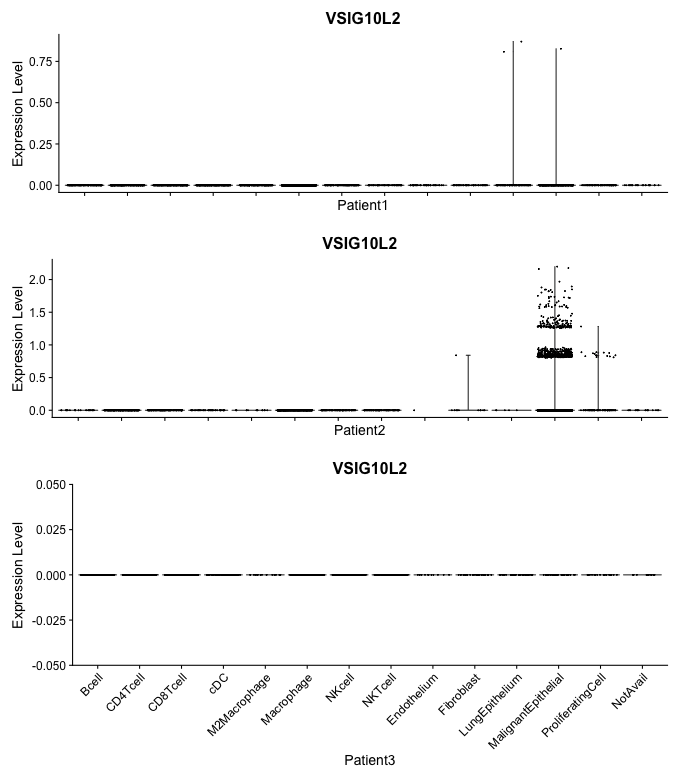 VSIG10L2
Expression Level
0.75
0.50
0.25
0.00
Patient1
VSIG10L2
Expression Level
2.0
1.5
1.0
0.5
0.0
Patient2
VSIG10L2
Expression Level
0.050
0.025
0.000
-0.025
-0.050
Bcell
CD4Tcell
CD8Tcell
cDC
M2Macrophage
Macrophage
NKcell
NKTcell
Endothelium
Fibroblast
LungEpithelium
MalignantEpithelial
ProliferatingCell
NotAvail
Patient3